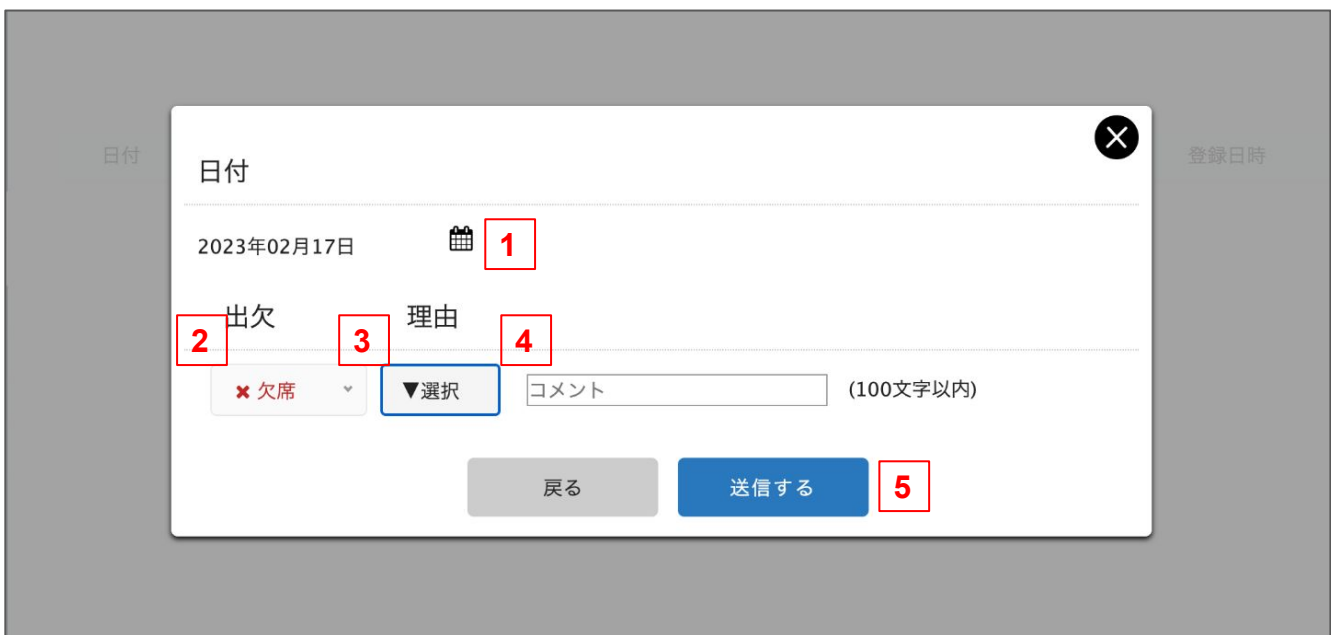 日付
登録日時
日付
2023年02月17日
1
出欠
理由
2
3
4
✖ 欠席
▼選択
コメント
(100文字以内)
戻る
送信する
5